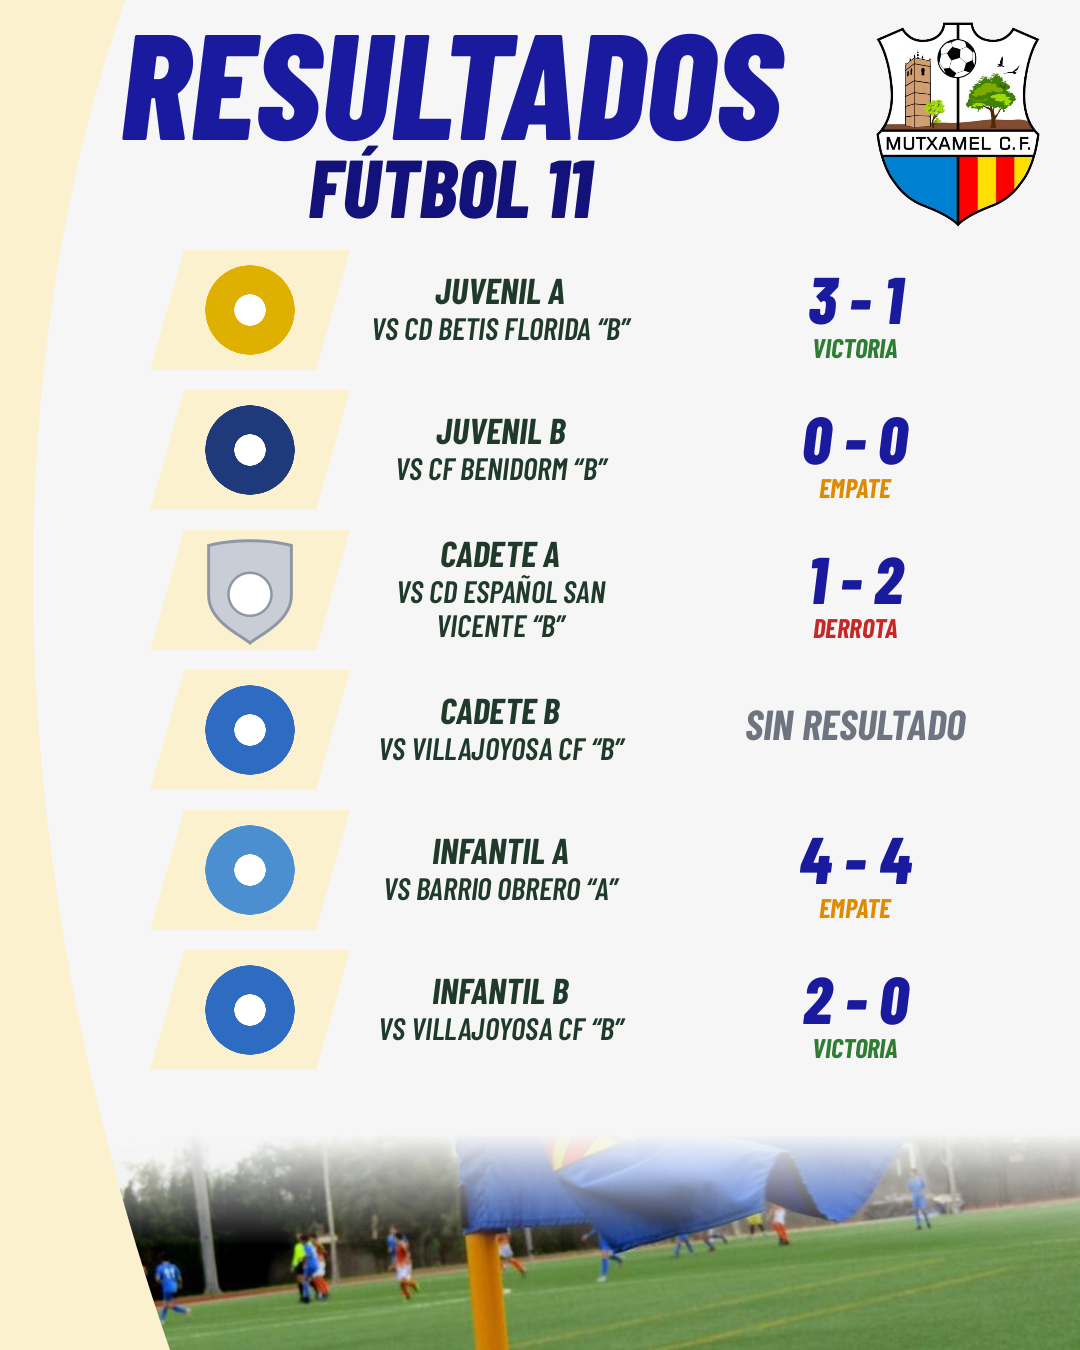 RESULTADOS
FÚTBOL 11
MUTXAMEL C.F.
JUVENIL A
VS CD BETIS FLORIDA “B”
3 - 1
VICTORIA
JUVENIL B
VS CF BENIDORM “B”
0 - 0
EMPATE
CADETE A
VS CD ESPAÑOL SAN
VICENTE “B”
1 - 2
DERROTA
CADETE B
VS VILLAJOYOSA CF “B”
SIN RESULTADO
INFANTIL A
VS BARRIO OBRERO “A”
4 - 4
EMPATE
INFANTIL B
VS VILLAJOYOSA CF “B”
2 - 0
VICTORIA